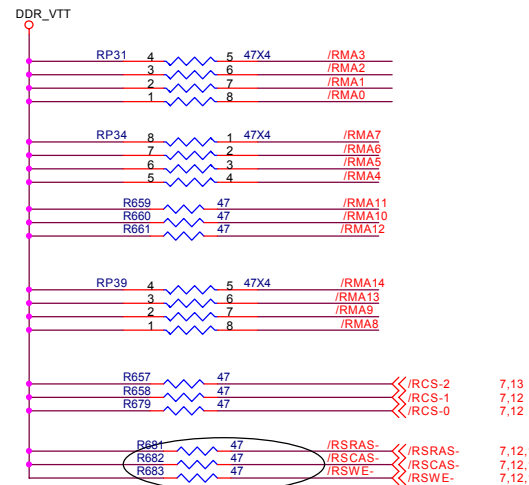 DDR_VTT
RP31 4 5 47X4 /RMA3
3 6 /RMA2
2 7 /RMA1
1 8 /RMA0
RP34 8 1 47X4 /RMA7
7 2 /RMA6
6 3 /RMA5
5 4 /RMA4
R659 47 /RMA11
R660 47 /RMA10
R661 47 /RMA12
RP39 4 5 47X4 /RMA14
3 6 /RMA13
2 7 /RMA9
1 8 /RMA8
R657 47 /RCS-2 7,13
R658 47 /RCS-1 7,12
R679 47 /RCS-0 7,12
R681 47 /RSRAS- /RSRAS- 7,12,
R682 47 /RSCAS- /RSCAS- 7,12,
R683 47 /RSWE- /RSWE- 7,12,